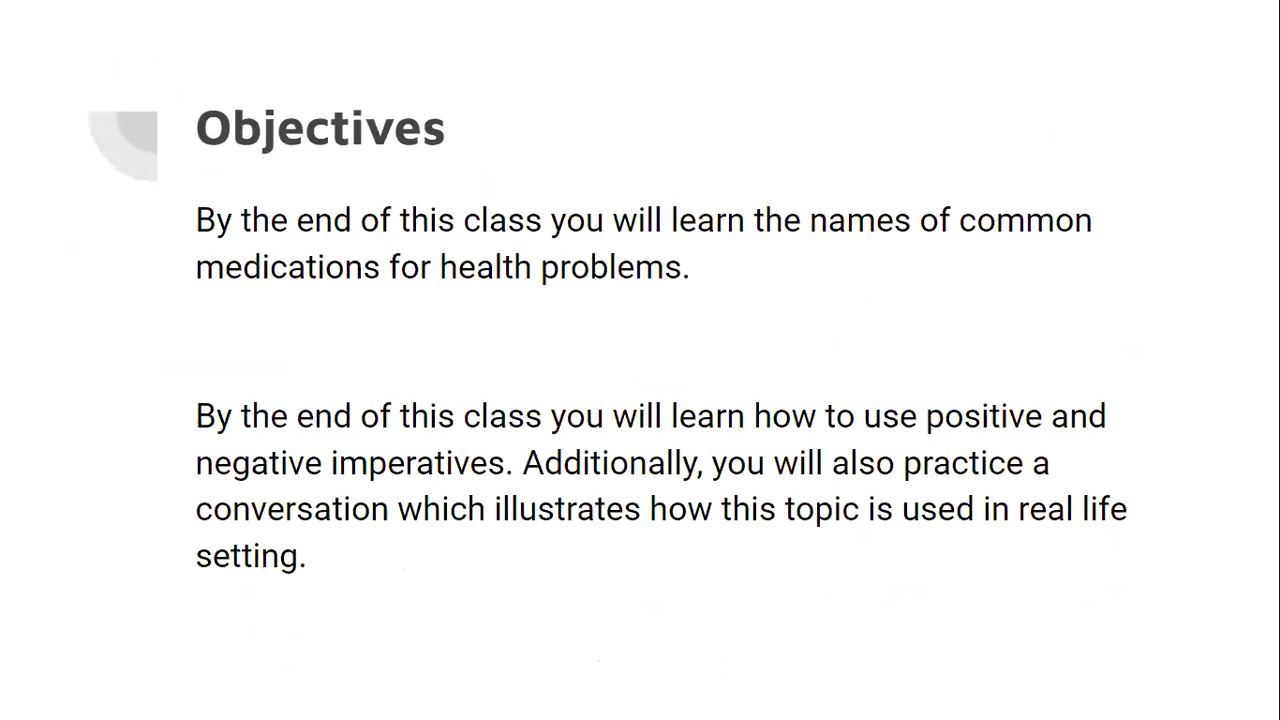 Objectives
By the end of this class you will learn the names of common
medications for health problems.
By the end of this class you will learn how to use positive and
negative imperatives. Additionally, you will also practice a
conversation which illustrates how this topic is used in real life
setting.